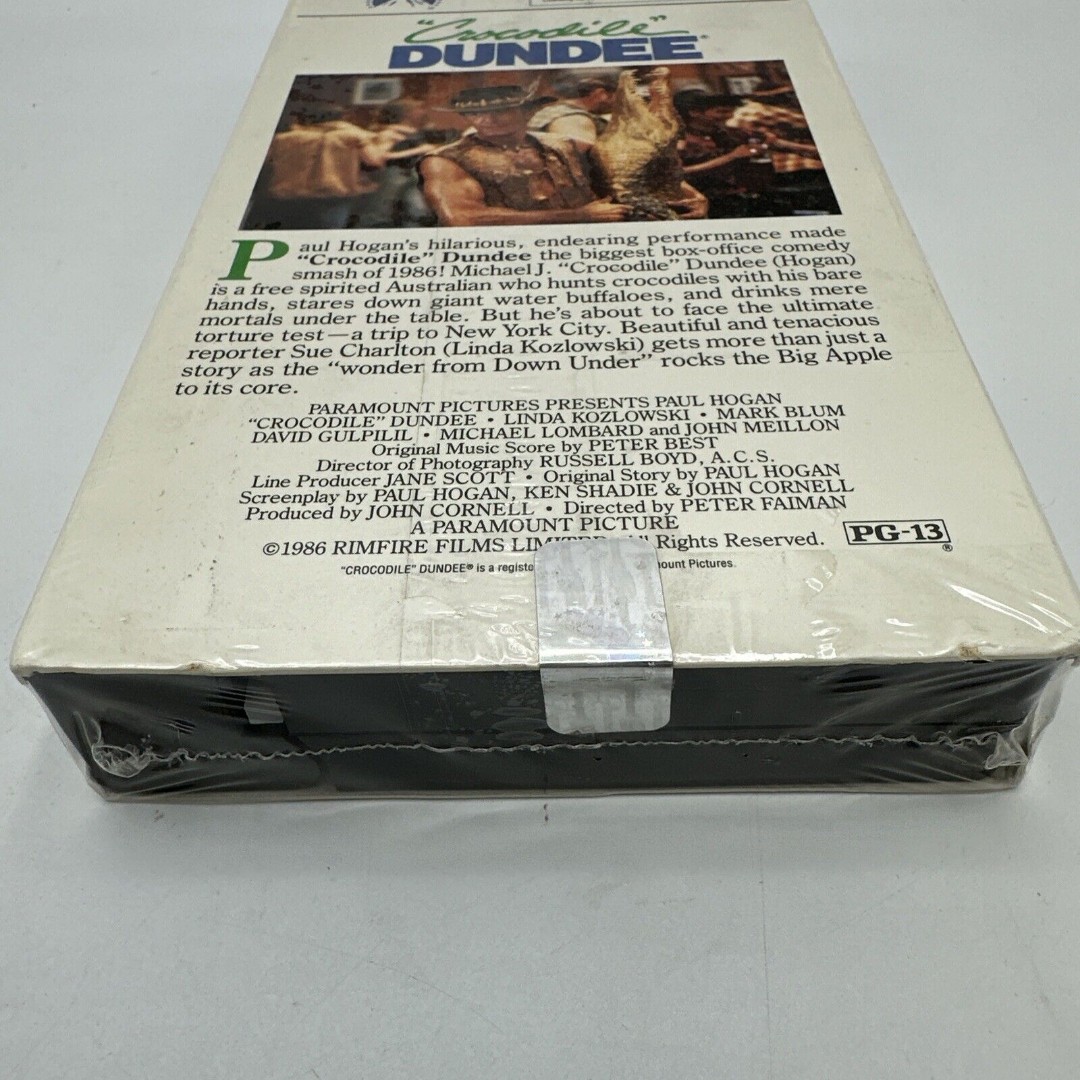 "Crocodile"
DUNDEE®
Paul Hogan's hilarious, endearing performance made
"Crocodile" Dundee the biggest box-office comedy
smash of 1986! Michael J. "Crocodile" Dundee (Hogan)
is a free spirited Australian who hunts crocodiles with his bare
hands, stares down giant water buffaloes, and drinks mere
mortals under the table. But he's about to face the ultimate
torture test—a trip to New York City. Beautiful and tenacious
reporter Sue Charlton (Linda Kozlowski) gets more than just a
story as the "wonder from Down Under" rocks the Big Apple
to its core.
PARAMOUNT PICTURES PRESENTS PAUL HOGAN
"CROCODILE" DUNDEE • LINDA KOZLOWSKI • MARK BLUM
DAVID GULPILIL • MICHAEL LOMBARD and JOHN MEILLON
Original Music Score by PETER BEST
Director of Photography RUSSELL BOYD, A.C.S.
Line Producer JANE SCOTT • Original Story by PAUL HOGAN
Screenplay by PAUL HOGAN, KEN SHADIE & JOHN CORNELL
Produced by JOHN CORNELL • Directed by PETER FAIMAN
A PARAMOUNT PICTURE
©1986 RIMFIRE FILMS Rights Reserved.
PG-13®
"CROCODILE" DUNDEE® is a Pictures.